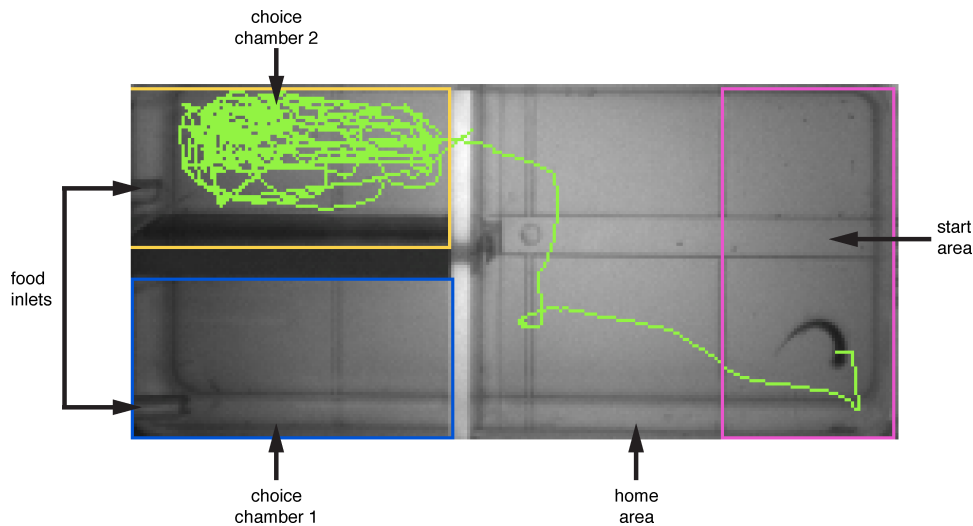 choice
chamber 2
food
inlets
start
area
choice
chamber 1
home
area